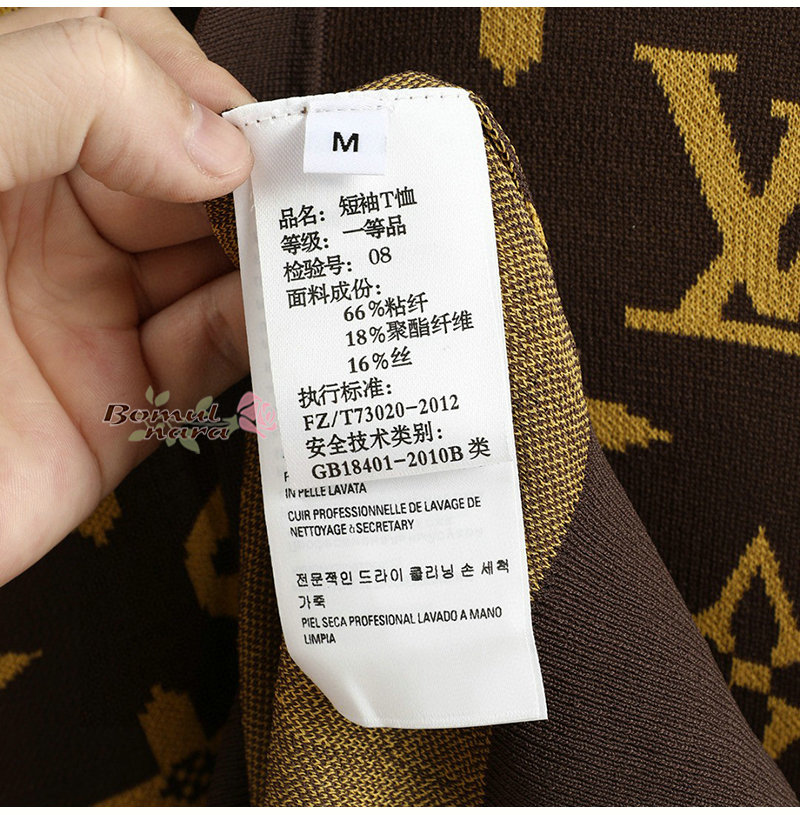 M
品名：短袖T恤
等级：一等品
检验号：08
面料成份：
66%粘纤
18%聚酯纤维
16%丝
执行标准：
FZ/T73020-2012
安全技术类别：
GB18401-2010B 类
IN PELLE LAVATA
CUIR PROFESSIONNELLE DE LAVAGE DE
NETTOYAGE à SECRETARY
전문적인 드라이 클리닝 손 세척
가죽
PIEL SECA PROFESIONAL LAVADO A MANO
LIMPIA
Bomul
nara
LV